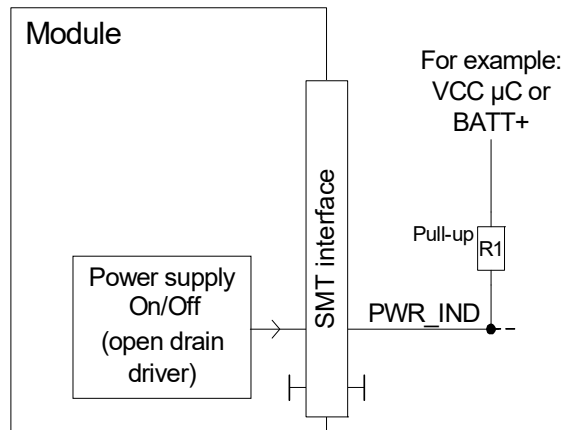 Module
For example:
VCC µC or
BATT+
Pull-up
R1
SMT interface
Power supply
On/Off
(open drain
driver)
PWR_IND